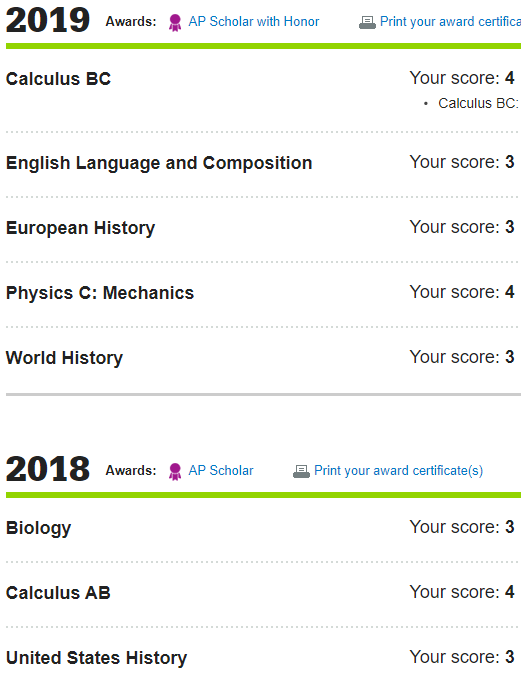 2019 Awards: AP Scholar with Honor Print your award certifica
Calculus BC Your score: 4
• Calculus BC:
English Language and Composition Your score: 3
European History Your score: 3
Physics C: Mechanics Your score: 4
World History Your score: 3
2018 Awards: AP Scholar Print your award certificate(s)
Biology Your score: 3
Calculus AB Your score: 4
United States History Your score: 3